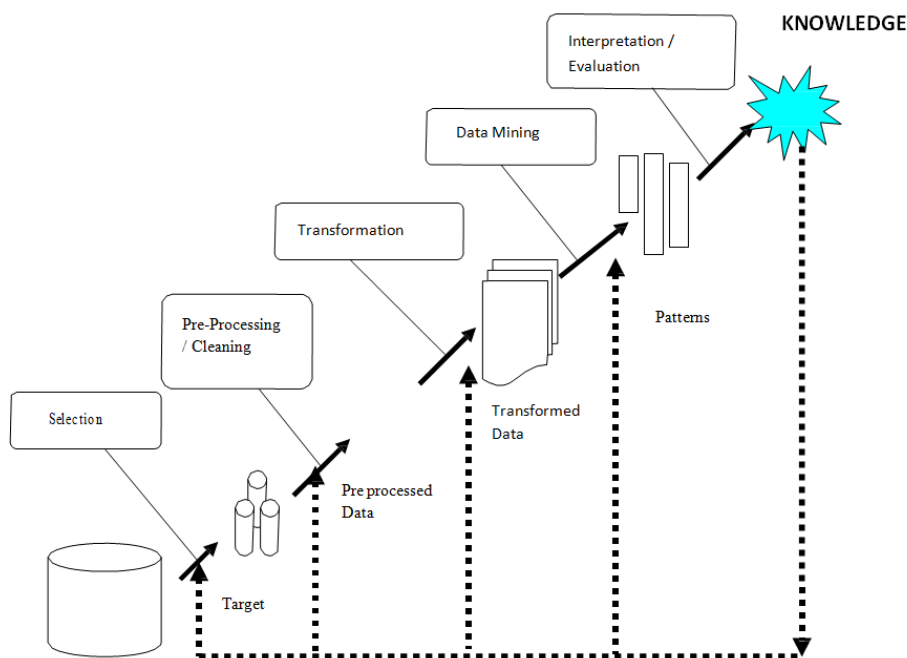 KNOWLEDGE
Interpretation /
Evaluation
Data Mining
Transformation
Pre-Processing
/ Cleaning
Selection
Patterns
Transformed
Data
Pre processed
Data
Target